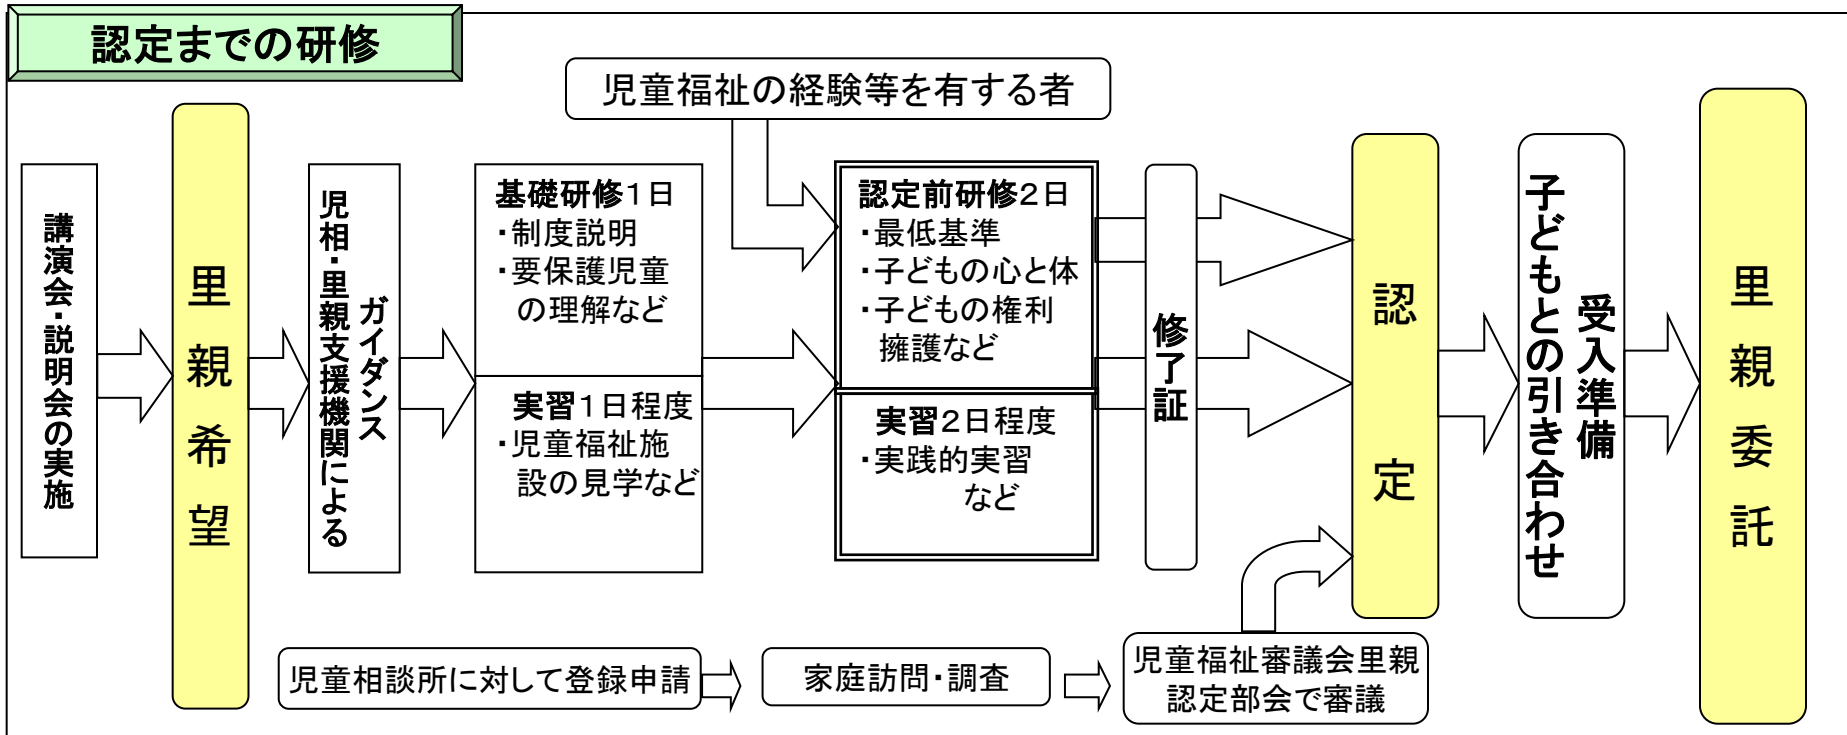 認定までの研修
児童福祉の経験等を有する者
講演会・説明会の実施
里親希望
児相・里親支援機関による
ガイダンス
基礎研修1日
・制度説明
・要保護児童
の理解など
実習1日程度
・児童福祉施
設の見学など
認定前研修2日
・最低基準
・子どもの心と体
・子どもの権利
擁護など
実習2日程度
・実践的実習
など
修了証
認定
子どもとの引き合わせ
受入準備
里親委託
児童相談所に対して登録申請
家庭訪問・調査
児童福祉審議会里親
認定部会で審議